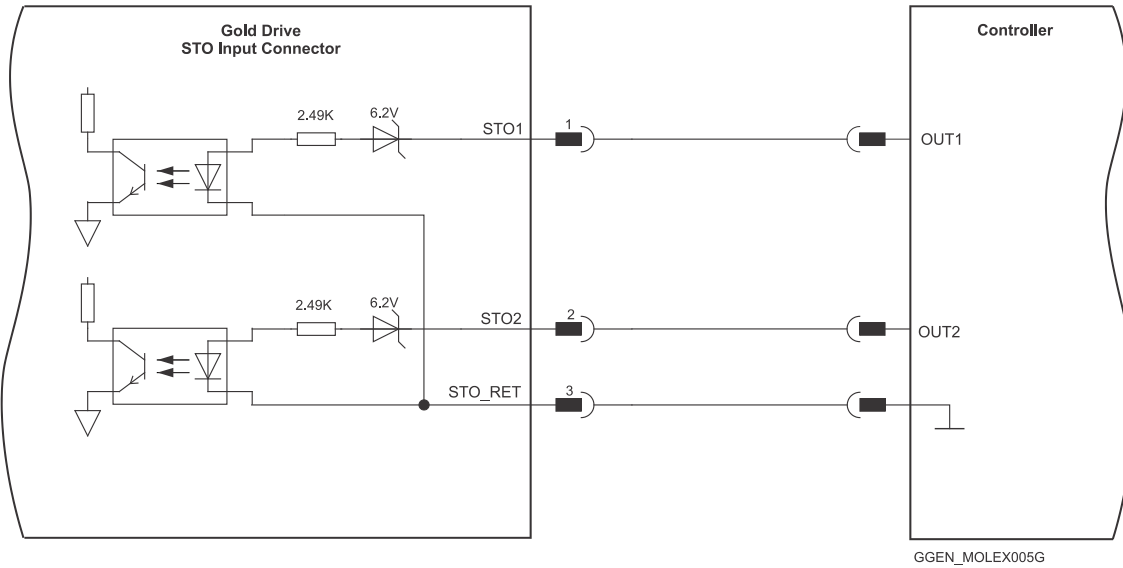 Gold Drive
STO Input Connector
Controller
2.49K
6.2V
STO1
1
OUT1
2.49K
6.2V
STO2
2
OUT2
STO_RET
3
GGEN_MOLEX005G